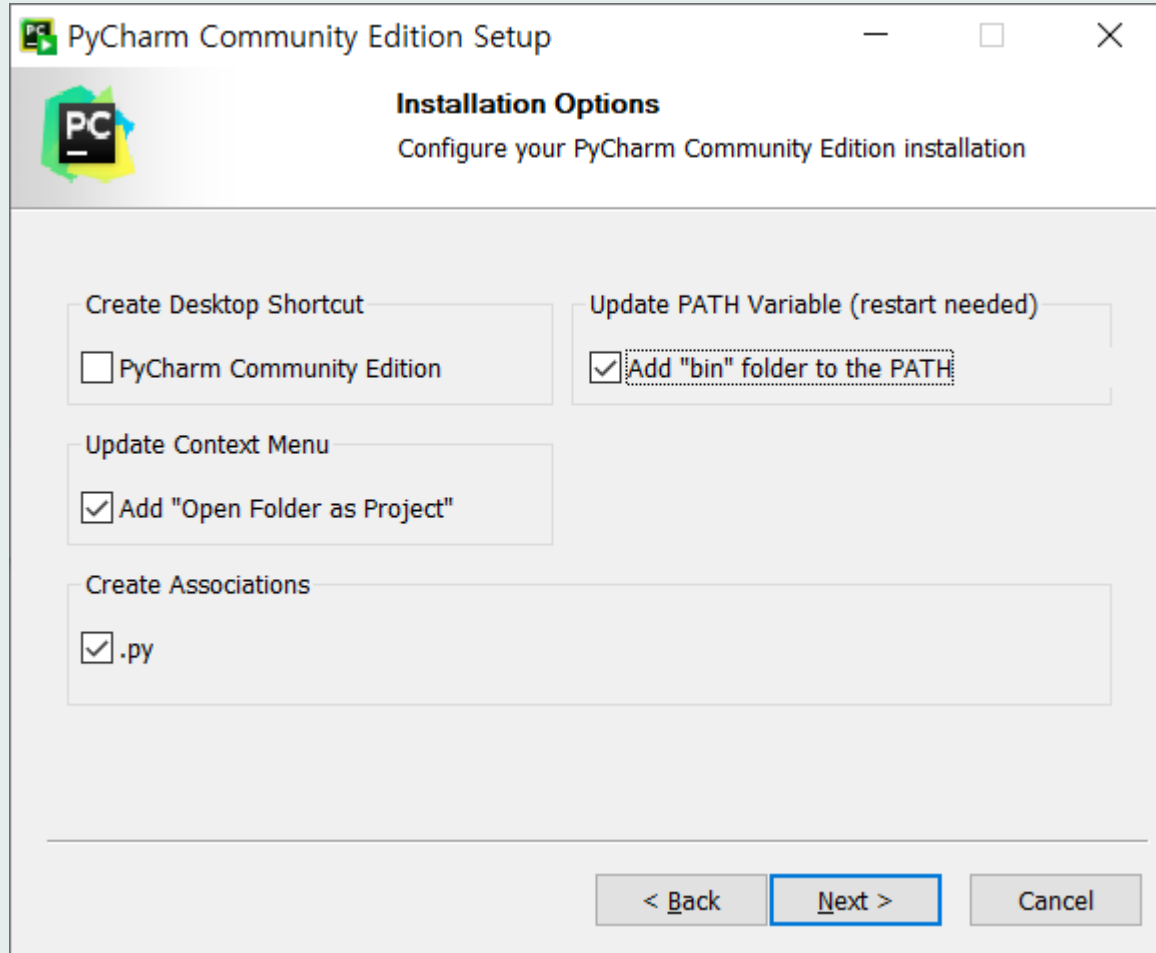 PyCharm Community Edition Setup
PC
Installation Options
Configure your PyCharm Community Edition installation
Create Desktop Shortcut
PyCharm Community Edition
Update PATH Variable (restart needed)
Add "bin" folder to the PATH
Update Context Menu
Add "Open Folder as Project"
Create Associations
.py
< Back
Next >
Cancel